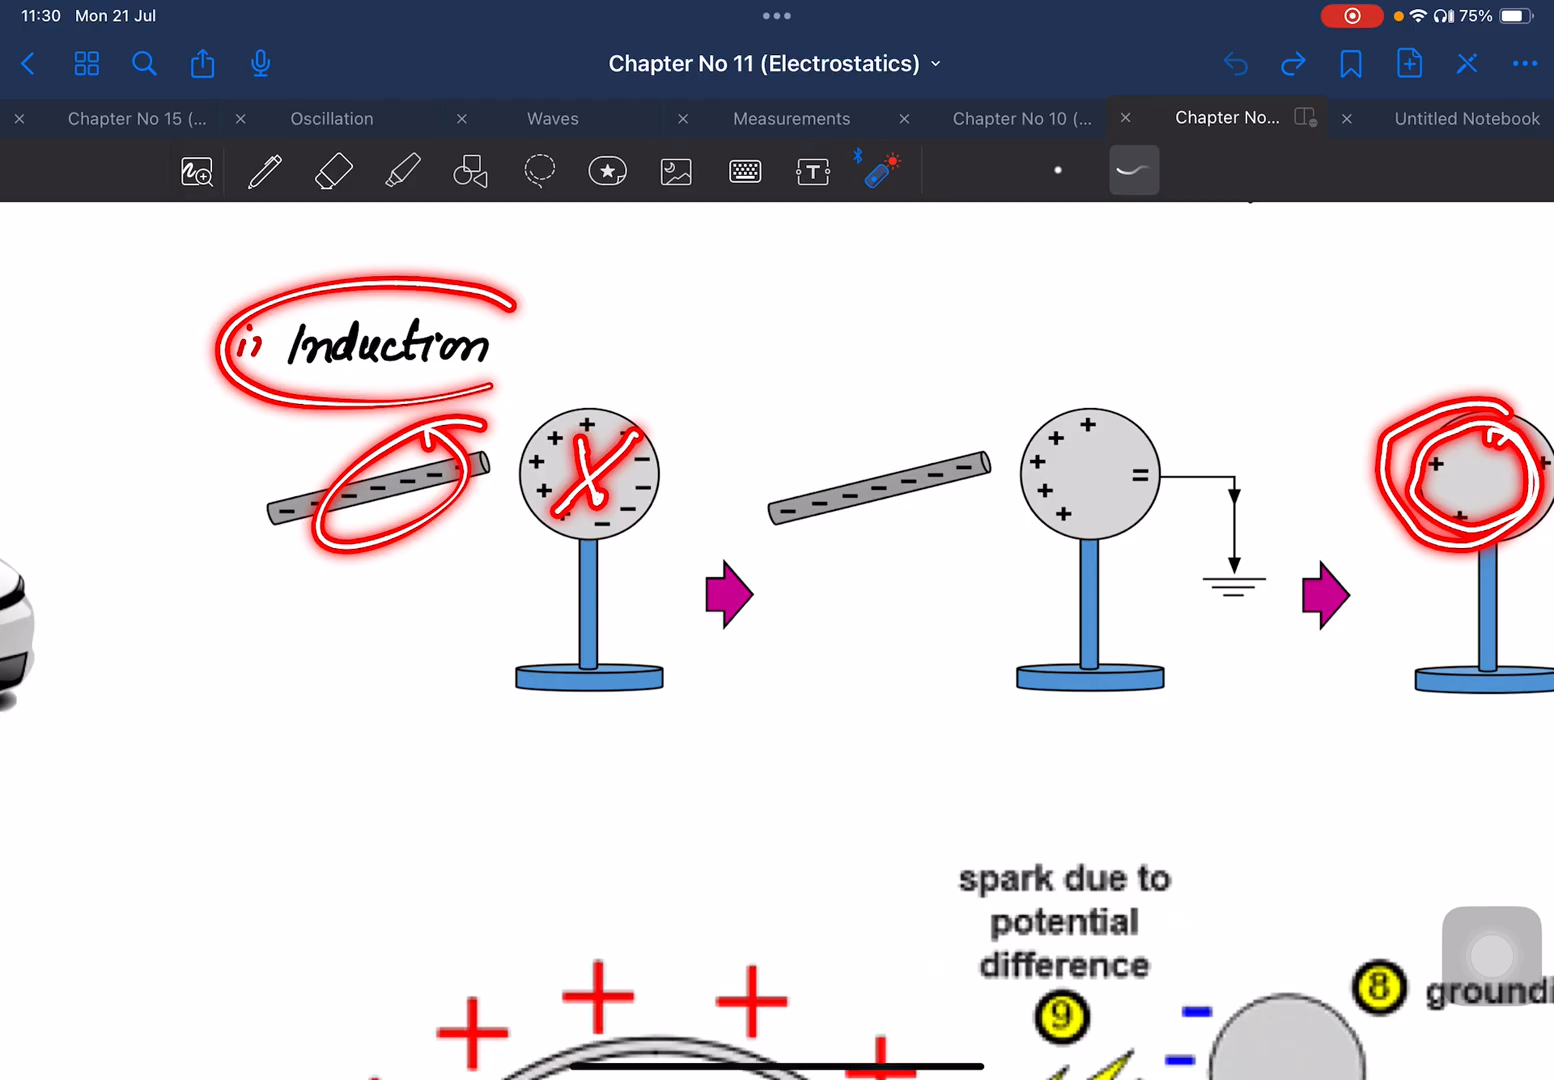 11:30 Mon 21 Jul
75%
Chapter No 11 (Electrostatics)
Chapter No 15 (...
Oscillation
Waves
Measurements
Chapter No 10 (...
Chapter No...
Untitled Notebook
T
i) Induction
spark due to
potential
difference
9
8
groundi